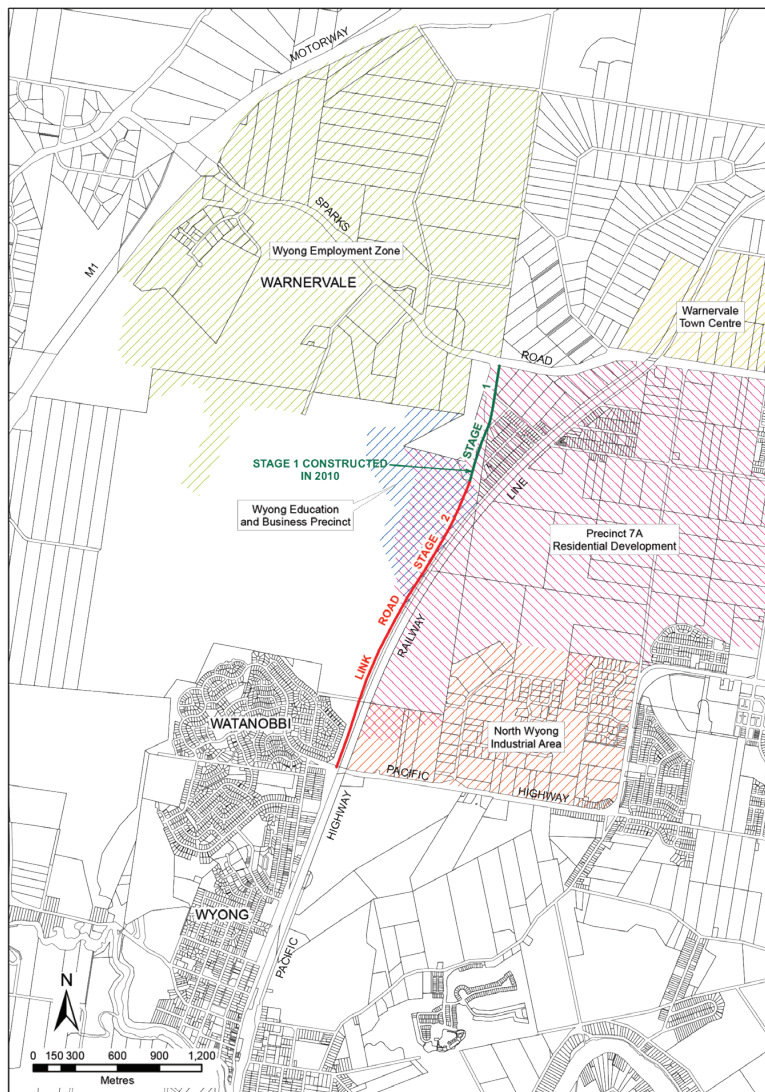 MOTORWAY
SPARKS
Wyong Employment Zone
M1
WARNERVALE
Warnervale
Town Centre
ROAD
STAGE 1
STAGE 1 CONSTRUCTED
IN 2010
LINE
Wyong Education
and Business Precinct
Precinct 7A
Residential Development
LINK ROAD STAGE 2
RAILWAY
WATANOBBI
North Wyong
Industrial Area
PACIFIC HIGHWAY
PACIFIC HIGHWAY
WYONG
N
0 150 300 600 900 1,200
Metres